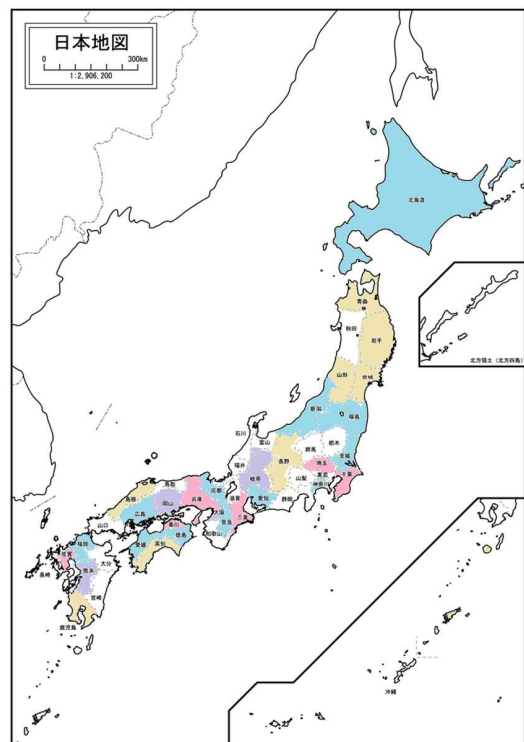 日本地図
0 300km
1:2,906,200
北海道
青森
秋田
岩手
北方領土(北方四島)
山形
宮城
新潟
福島
石川
富山
群馬
栃木
茨城
福井
長野
埼玉
岐阜
山梨
東京
千葉
神奈川
鳥取
京都
滋賀
愛知
静岡
島根
岡山
兵庫
広島
大阪
三重
奈良
山口
香川
和歌山
徳島
愛媛
高知
福岡
佐賀
大分
長崎
熊本
宮崎
鹿児島
沖縄